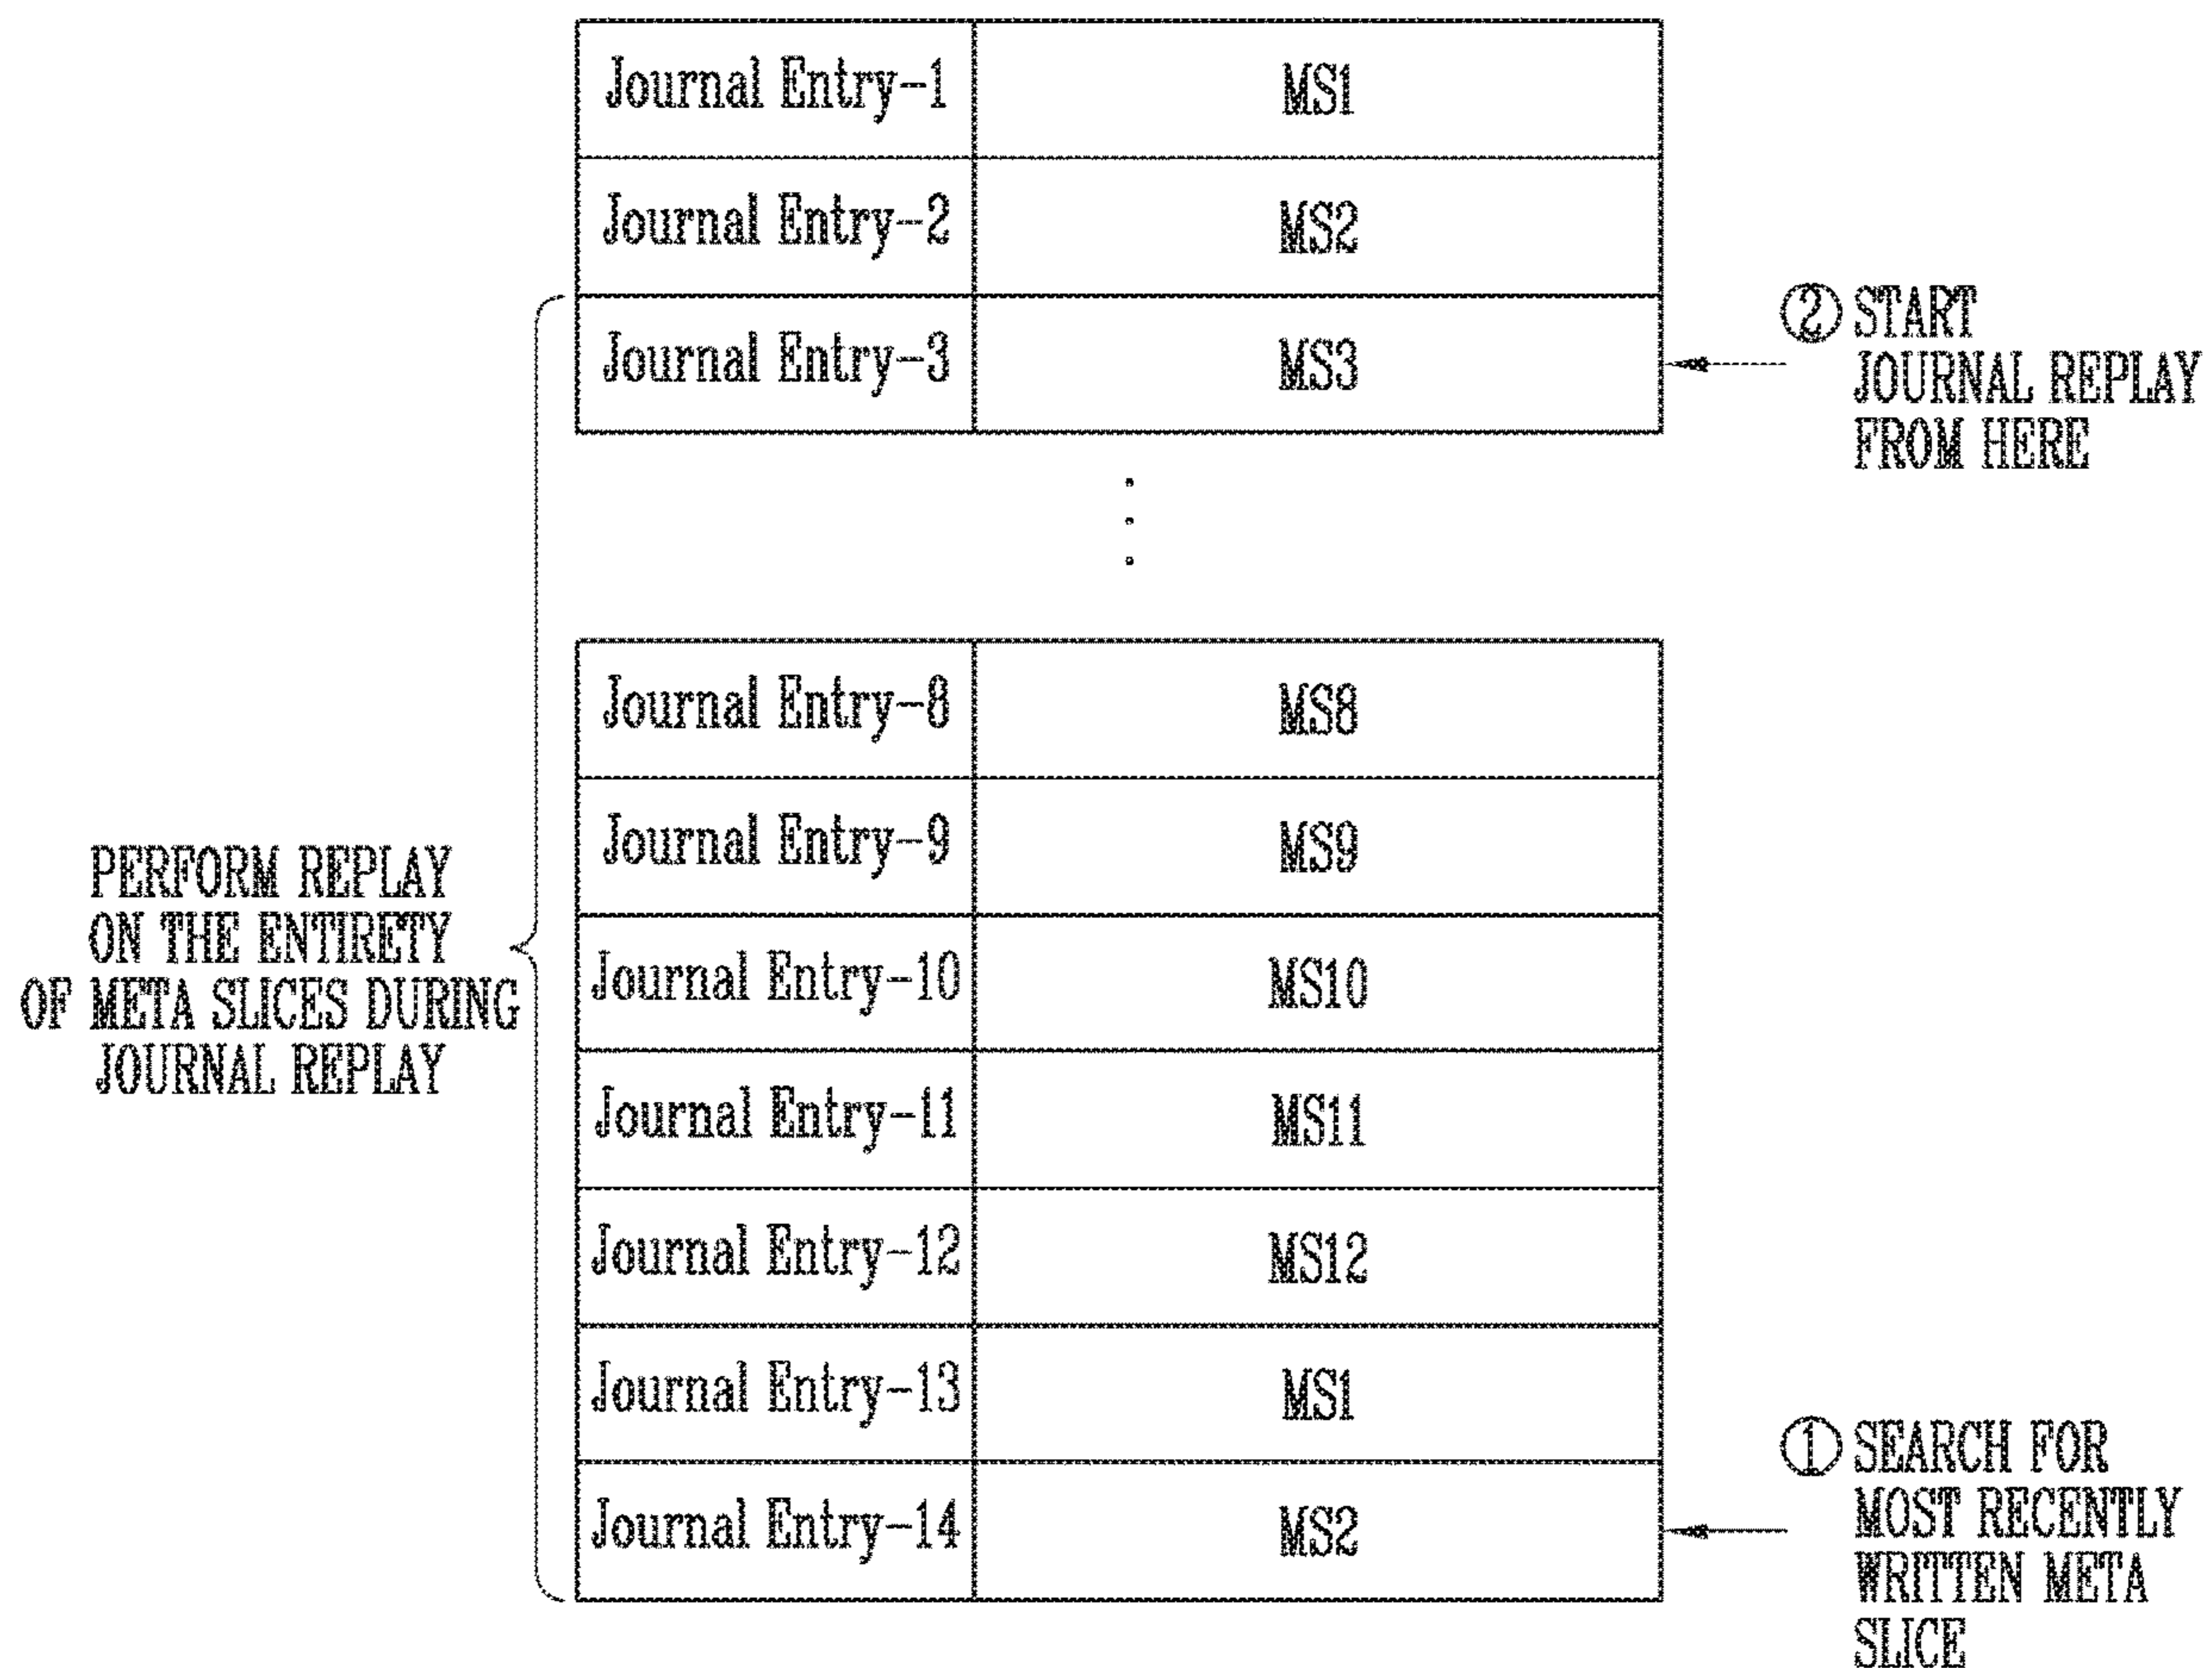 Journal Entry-1 MS1
Journal Entry-2 MS2
Journal Entry-3 MS3
② START
JOURNAL REPLAY
FROM HERE
Journal Entry-8 MS8
Journal Entry-9 MS9
Journal Entry-10 MS10
Journal Entry-11 MS11
Journal Entry-12 MS12
Journal Entry-13 MS1
Journal Entry-14 MS2
PERFORM REPLAY
ON THE ENTIRETY
OF META SLICES DURING
JOURNAL REPLAY
① SEARCH FOR
MOST RECENTLY
WRITTEN META
SLICE